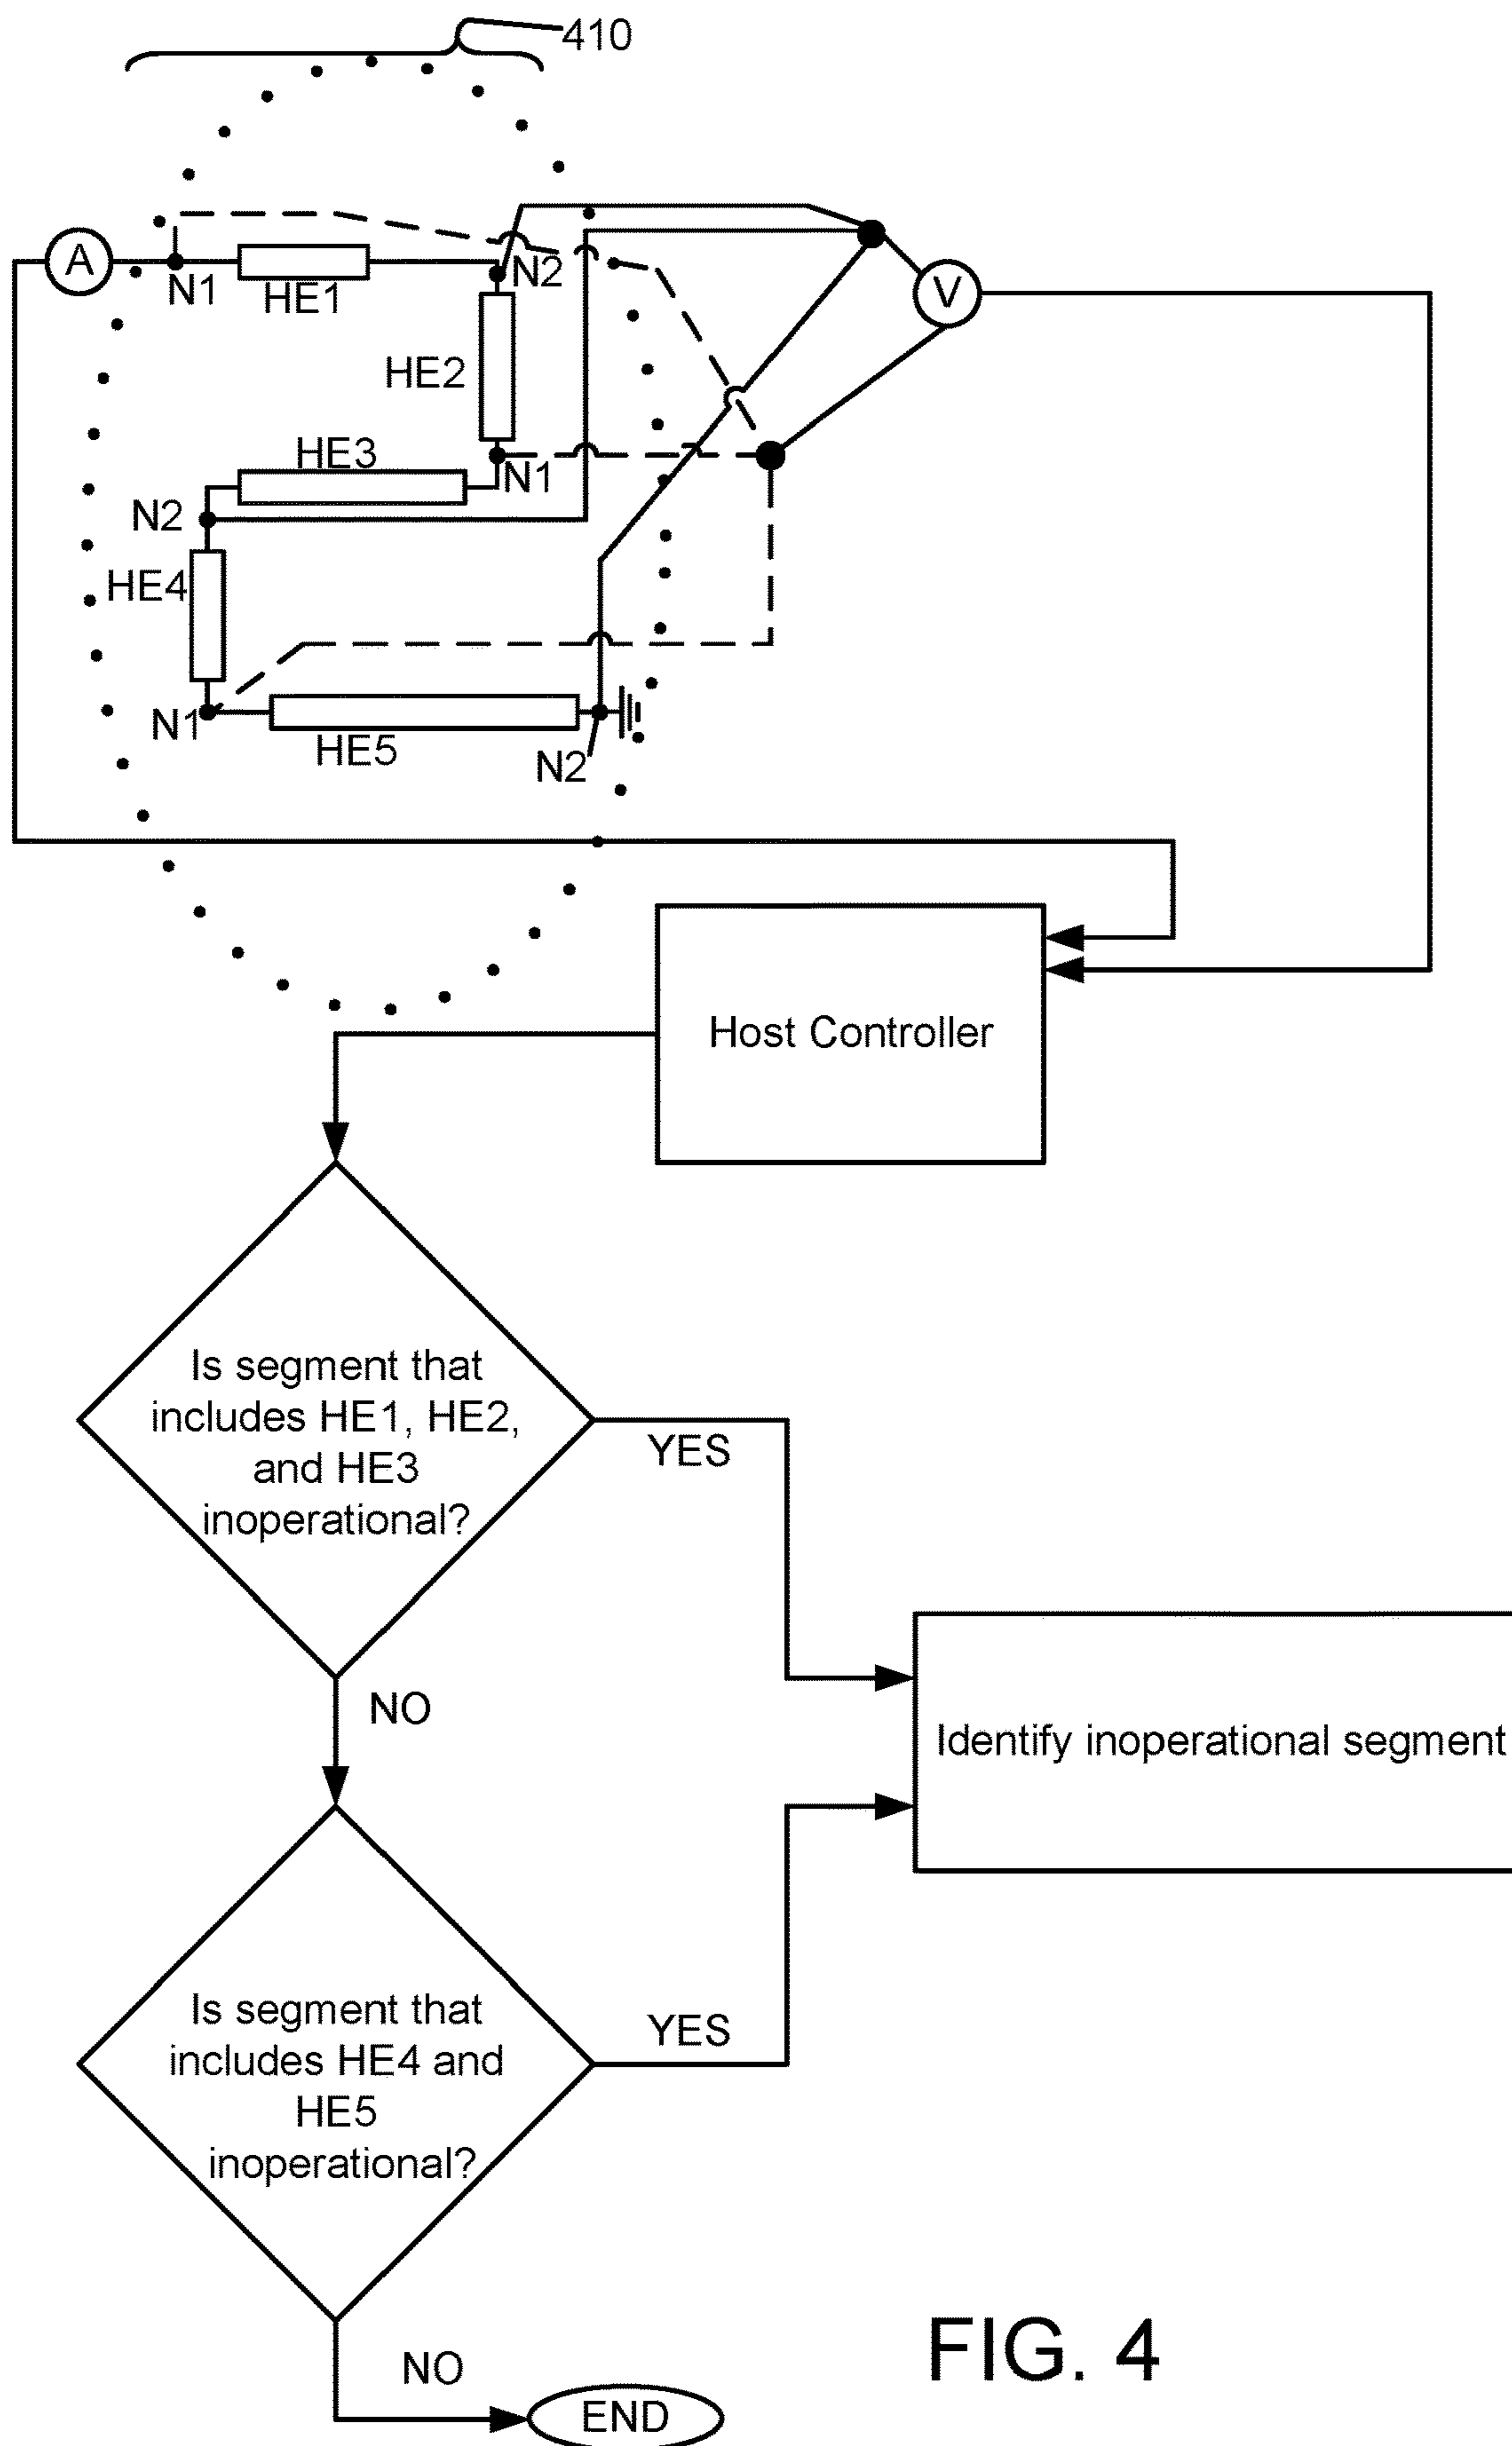 410
A
N1
HE1
N2
V
HE2
HE3
N1
N2
HE4
N1
HE5
N2
Host Controller
Is segment that
includes HE1, HE2,
and HE3
inoperational?
YES
NO
Identify inoperational segment
Is segment that
includes HE4 and
HE5
inoperational?
YES
NO
END
FIG. 4